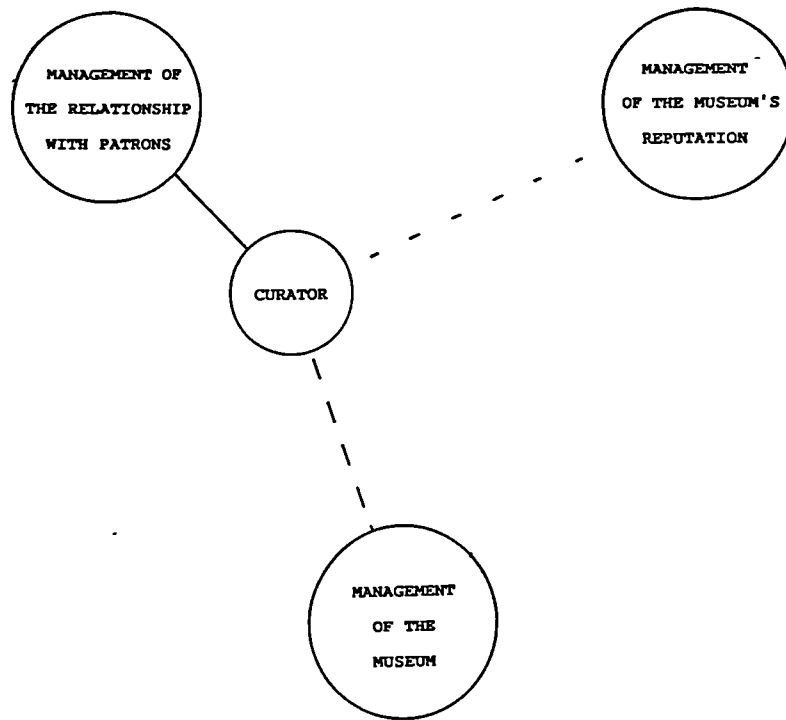 MANAGEMENT OF
THE RELATIONSHIP
WITH PATRONS
MANAGEMENT
OF THE MUSEUM'S
REPUTATION
CURATOR
MANAGEMENT
OF THE
MUSEUM